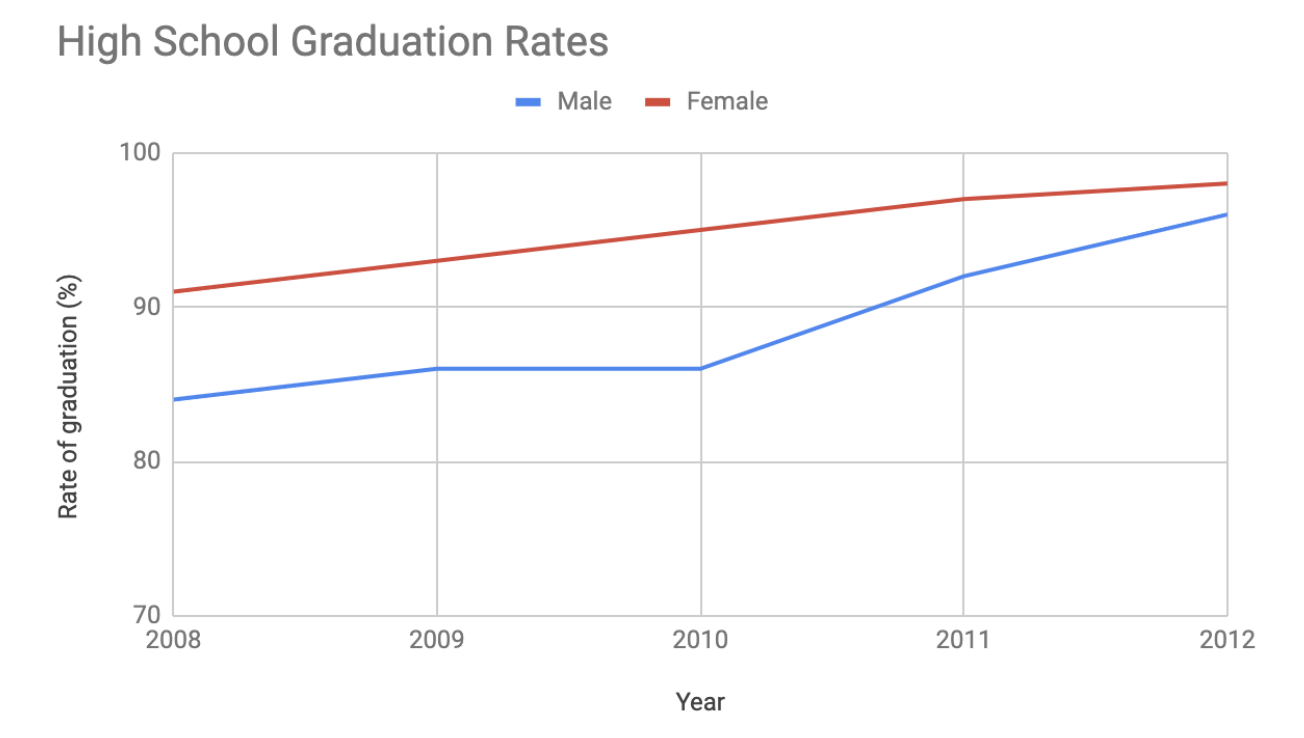 High School Graduation Rates
Male Female
100
90
80
70
Rate of graduation (%)
2008 2009 2010 2011 2012
Year